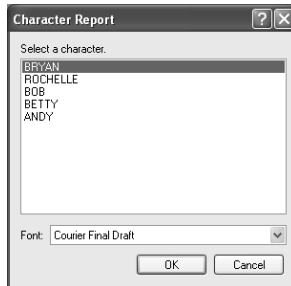 Character Report
Select a character.
BRYAN
ROCHELLE
BOB
BETTY
ANDY
Font: Courier Final Draft
OK Cancel